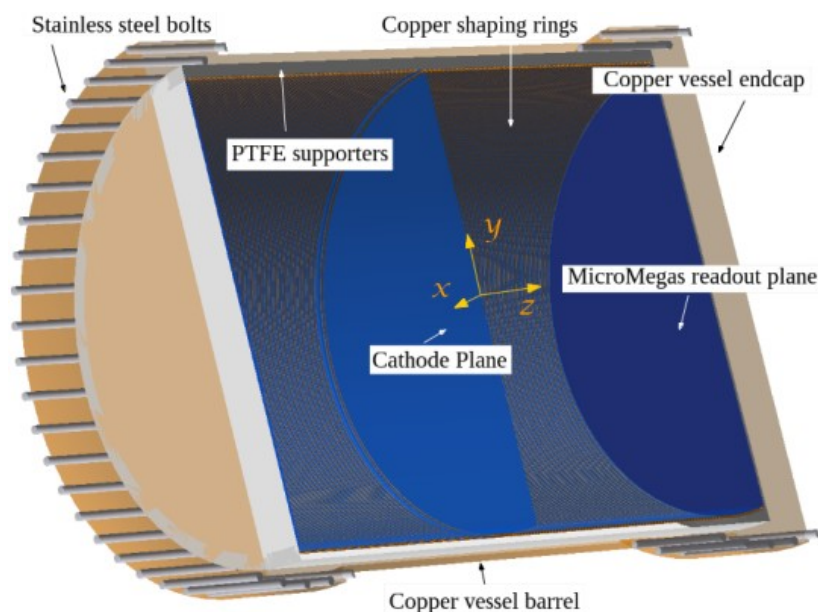 Stainless steel bolts
Copper shaping rings
Copper vessel endcap
PTFE supporters
y
x
z
MicroMegas readout plane
Cathode Plane
Copper vessel barrel